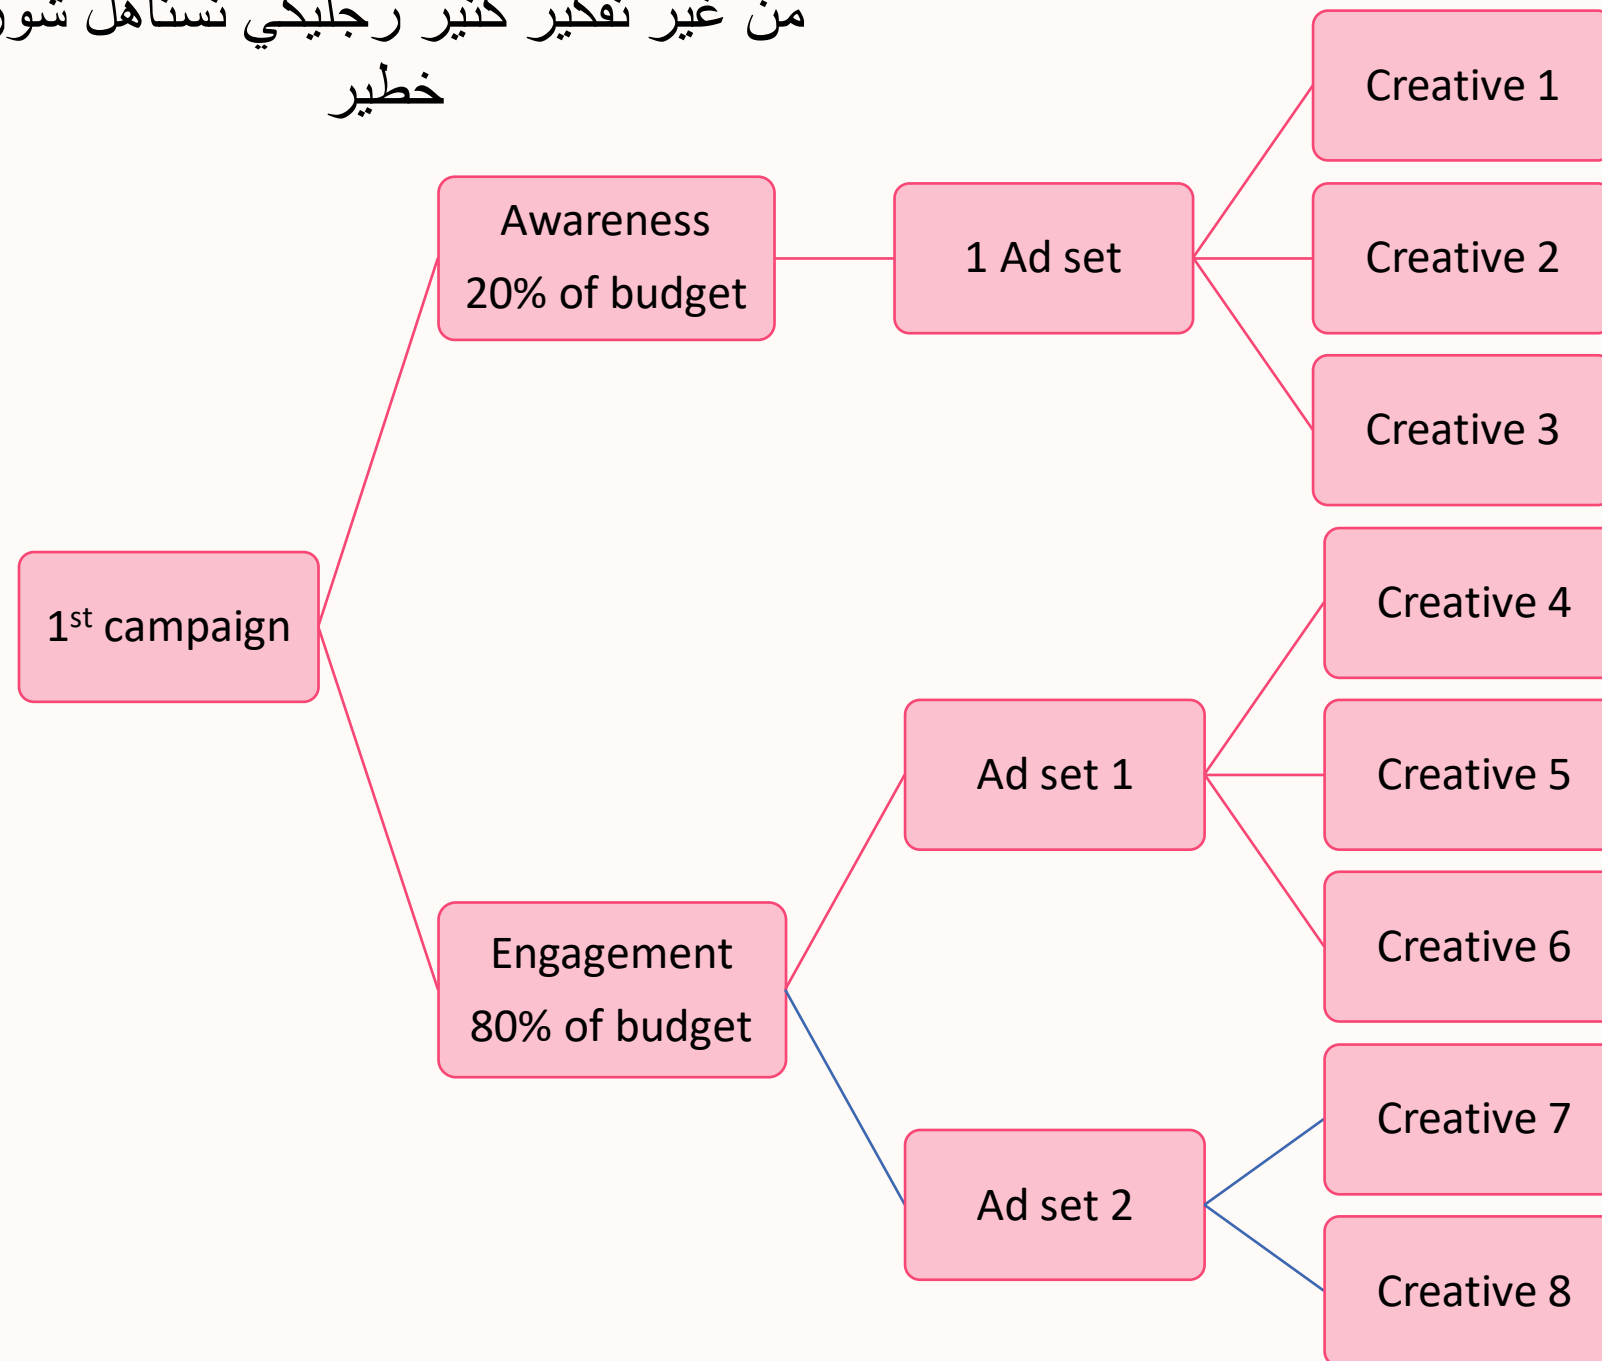 من غير تفكير كتير رجليكي تستاهل
خطير
Creative 1
Awareness
20% of budget
1 Ad set
Creative 2
Creative 3
1st campaign
Creative 4
Ad set 1
Creative 5
Engagement
80% of budget
Creative 6
Ad set 2
Creative 7
Creative 8